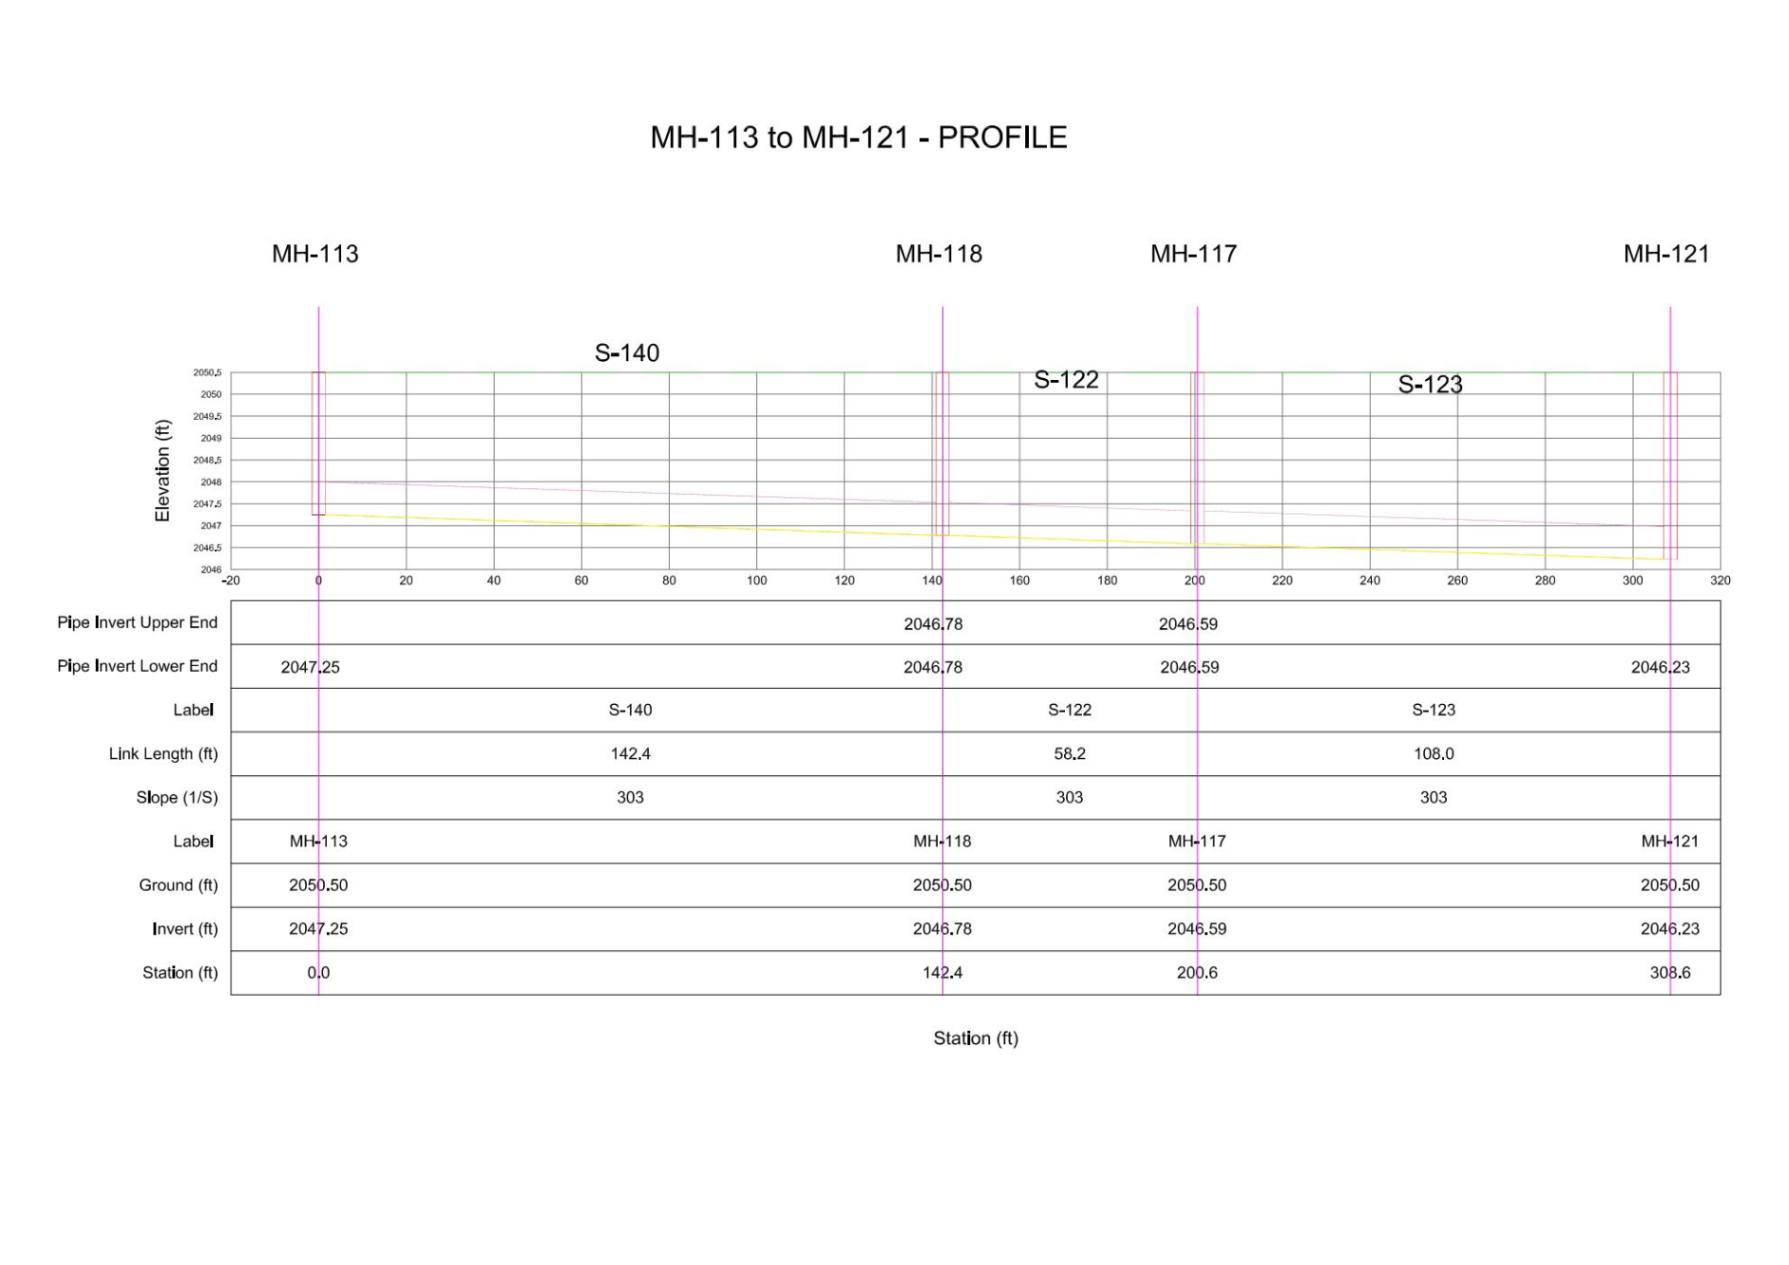 MH-113 to MH-121 - PROFILE
MH-113 MH-118 MH-117 MH-121
S-140
S-122
S-123
Elevation (ft)
2050.5
2050
2049.5
2049
2048.5
2048
2047.5
2047
2046.5
2046
-20 0 20 40 60 80 100 120 140 160 180 200 220 240 260 280 300 320
Pipe Invert Upper End 2046.78 2046.59
Pipe Invert Lower End 2047.25 2046.78 2046.59 2046.23
Label S-140 S-122 S-123
Link Length (ft) 142.4 58.2 108.0
Slope (1/S) 303 303 303
Label MH-113 MH-118 MH-117 MH-121
Ground (ft) 2050.50 2050.50 2050.50 2050.50
Invert (ft) 2047.25 2046.78 2046.59 2046.23
Station (ft) 0.0 142.4 200.6 308.6
Station (ft)